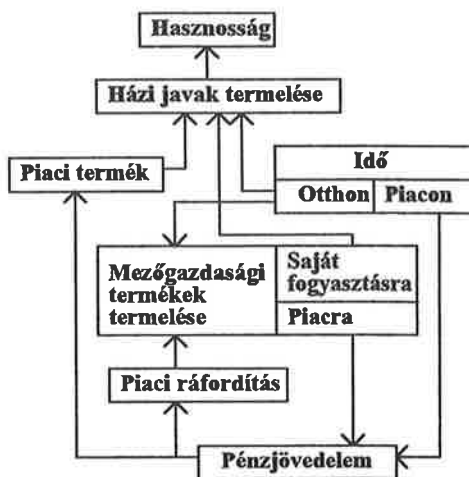 Hasznosság
Házi javak termelése
Piaci termék
Idő
Otthon
Piacon
Mezőgazdasági
termékek
termelése
Saját
fogyasztásra
Piacra
Piaci ráfordítás
Pénzjövedelem